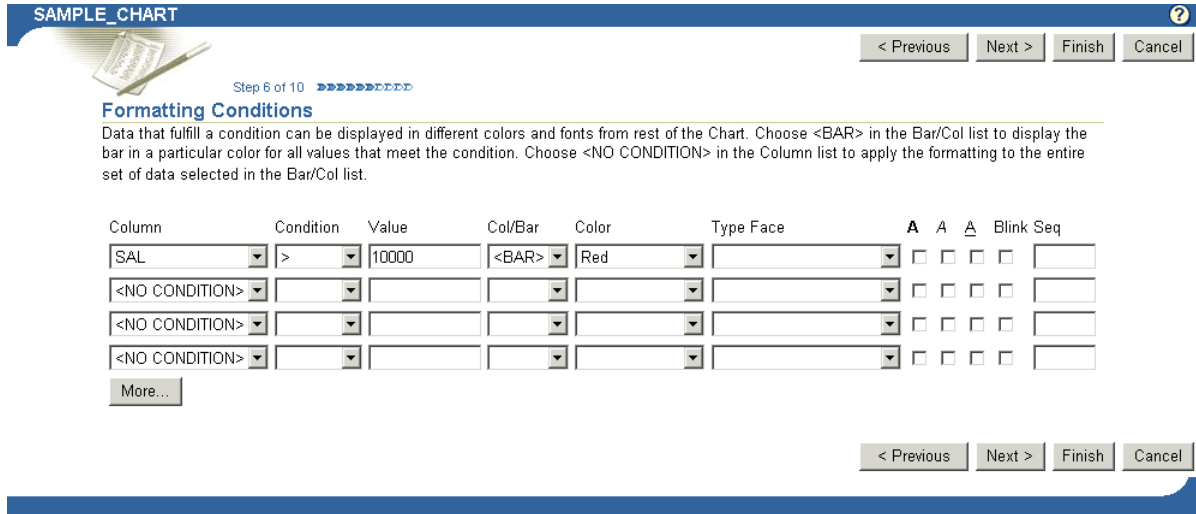 SAMPLE_CHART ?
< Previous Next > Finish Cancel
Step 6 of 10
Formatting Conditions
Data that fulfill a condition can be displayed in different colors and fonts from rest of the Chart. Choose <BAR> in the Bar/Col list to display the
bar in a particular color for all values that meet the condition. Choose <NO CONDITION> in the Column list to apply the formatting to the entire
set of data selected in the Bar/Col list.
Column Condition Value Col/Bar Color Type Face A A A Blink Seq
SAL > 10000 <BAR> Red
<NO CONDITION>
<NO CONDITION>
<NO CONDITION>
More...
< Previous Next > Finish Cancel